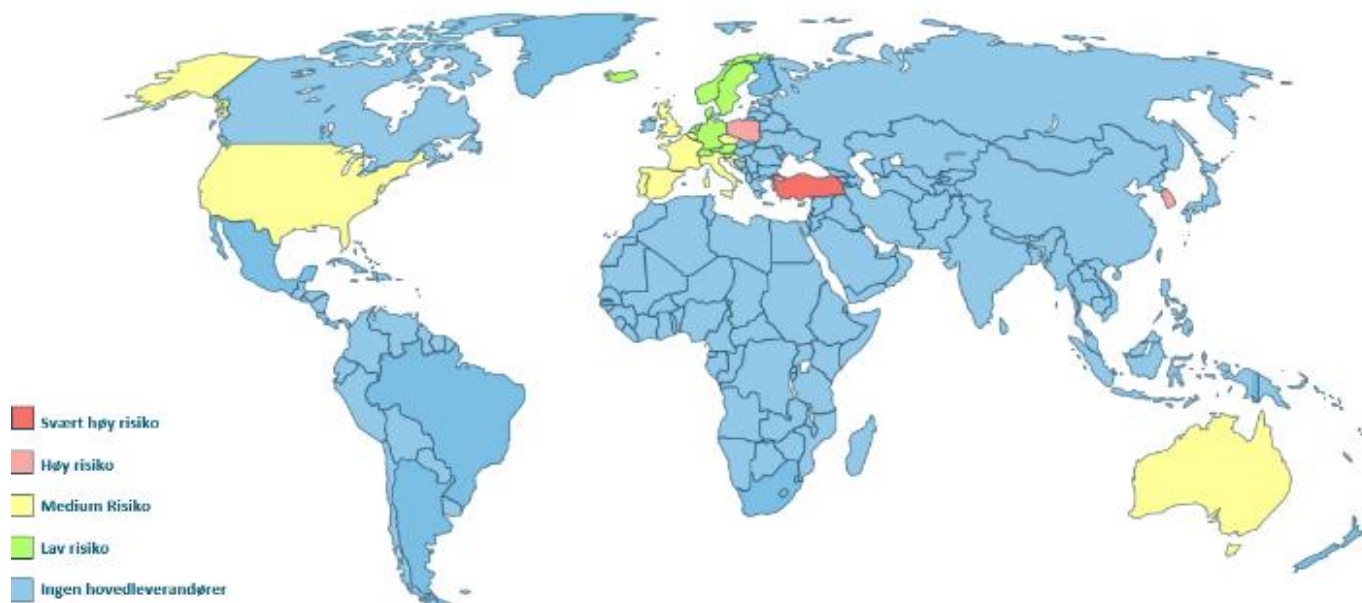 Svært høy risiko
Høy risiko
Medium Risiko
Lav risiko
Ingen hovedleverandører